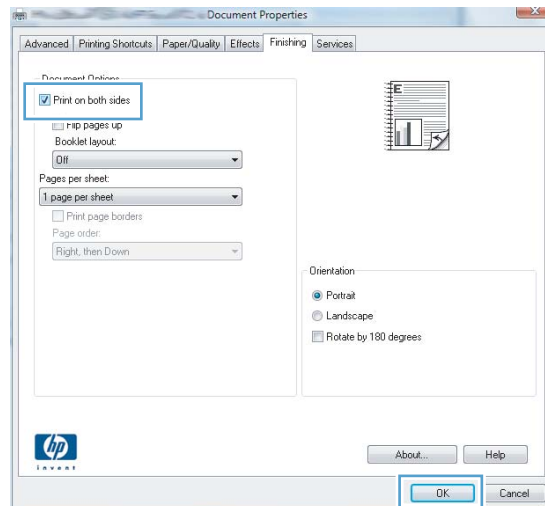 Document Properties
Advanced Printing Shortcuts Paper/Quality Effects Finishing Services
Document Options
Print on both sides
Flip pages up
Booklet layout:
Off
Pages per sheet:
1 page per sheet
Print page borders
Page order:
Right, then Down
E
Orientation
Portrait
Landscape
Rotate by 180 degrees
hp
invent
About... Help
OK Cancel